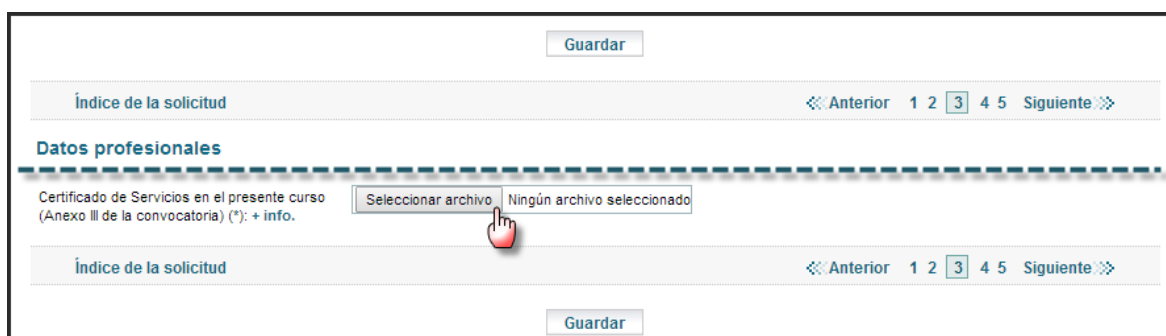 Guardar
Índice de la solicitud
Anterior 1 2 3 4 5 Siguiente
Datos profesionales
Certificado de Servicios en el presente curso
(Anexo III de la convocatoria) (*): + info.
Seleccionar archivo Ningún archivo seleccionado
Índice de la solicitud
Anterior 1 2 3 4 5 Siguiente
Guardar